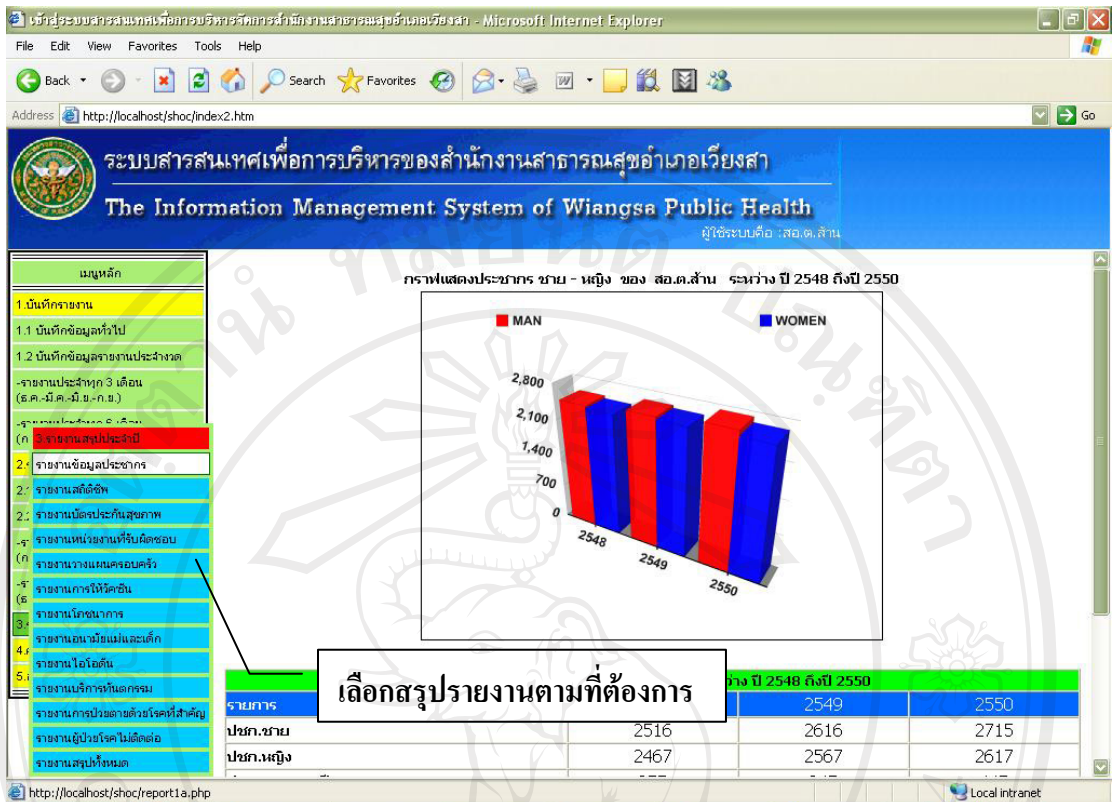 เข้าสู่ระบบสารสนเทศเพื่อการบริหารจัดการสำนักงานสาธารณสุขอำเภอเวียงสา - Microsoft Internet Explorer
File Edit View Favorites Tools Help
Back Search Favorites
Address http://localhost/shoc/index2.htm Go
ระบบสารสนเทศเพื่อการบริหารของสำนักงานสาธารณสุขอำเภอเวียงสา
The Information Management System of Wiangsa Public Health
ผู้ใช้ระบบคือ :สอ.ต.ส้าน
เมนูหลัก
1.บันทึกรายงาน
1.1 บันทึกข้อมูลทั่วไป
1.2 บันทึกข้อมูลรายงานประจำงวด
-รายงานประจำทุก 3 เดือน
(ธ.ค.-มี.ค.-มิ.ย.-ก.ย.)
3.รายงานสรุปประจำปี
รายงานข้อมูลประชากร
รายงานสถิติชีพ
รายงานบัตรประกันสุขภาพ
รายงานหน่วยงานที่รับผิดชอบ
รายงานวางแผนครอบครัว
รายงานการให้วัคซีน
รายงานโภชนาการ
รายงานอนามัยแม่และเด็ก
รายงานไอโอดีน
รายงานบริการทันตกรรม
รายงานการป่วยตายด้วยโรคที่สำคัญ
รายงานผู้ป่วยโรคไม่ติดต่อ
รายงานสรุปทั้งหมด
กราฟแสดงประชากร ชาย - หญิง ของ สอ.ต.ส้าน ระหว่าง ปี 2548 ถึงปี 2550
MAN WOMEN
2,800
2,100
1,400
700
0
2548
2549
2550
เลือกสรุปรายงานตามที่ต้องการ
ปี 2548 ถึงปี 2550
รายการ 2549 2550
ปชก.ชาย 2516 2616 2715
ปชก.หญิง 2467 2567 2617
http://localhost/shoc/report1a.php Local intranet